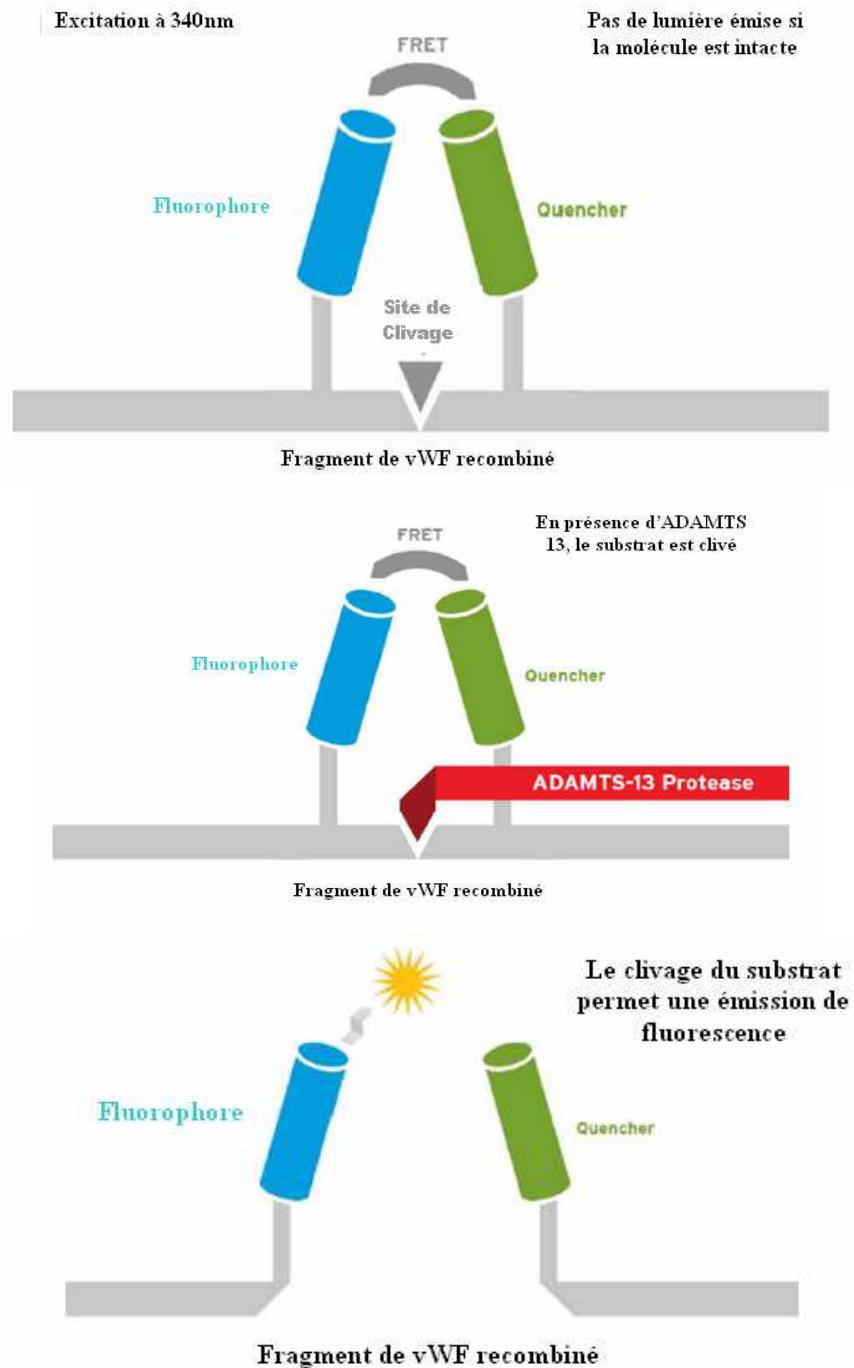 Excitation à 340nm
Pas de lumière émise si
la molécule est intacte
FRET
Fluorophore
Quencher
Site de
Clivage
Fragment de vWF recombiné
En présence d'ADAMTS
13, le substrat est clivé
FRET
Fluorophore
Quencher
ADAMTS-13 Protease
Fragment de vWF recombiné
Le clivage du substrat
permet une émission de
fluorescence
Fluorophore
Quencher
Fragment de vWF recombiné